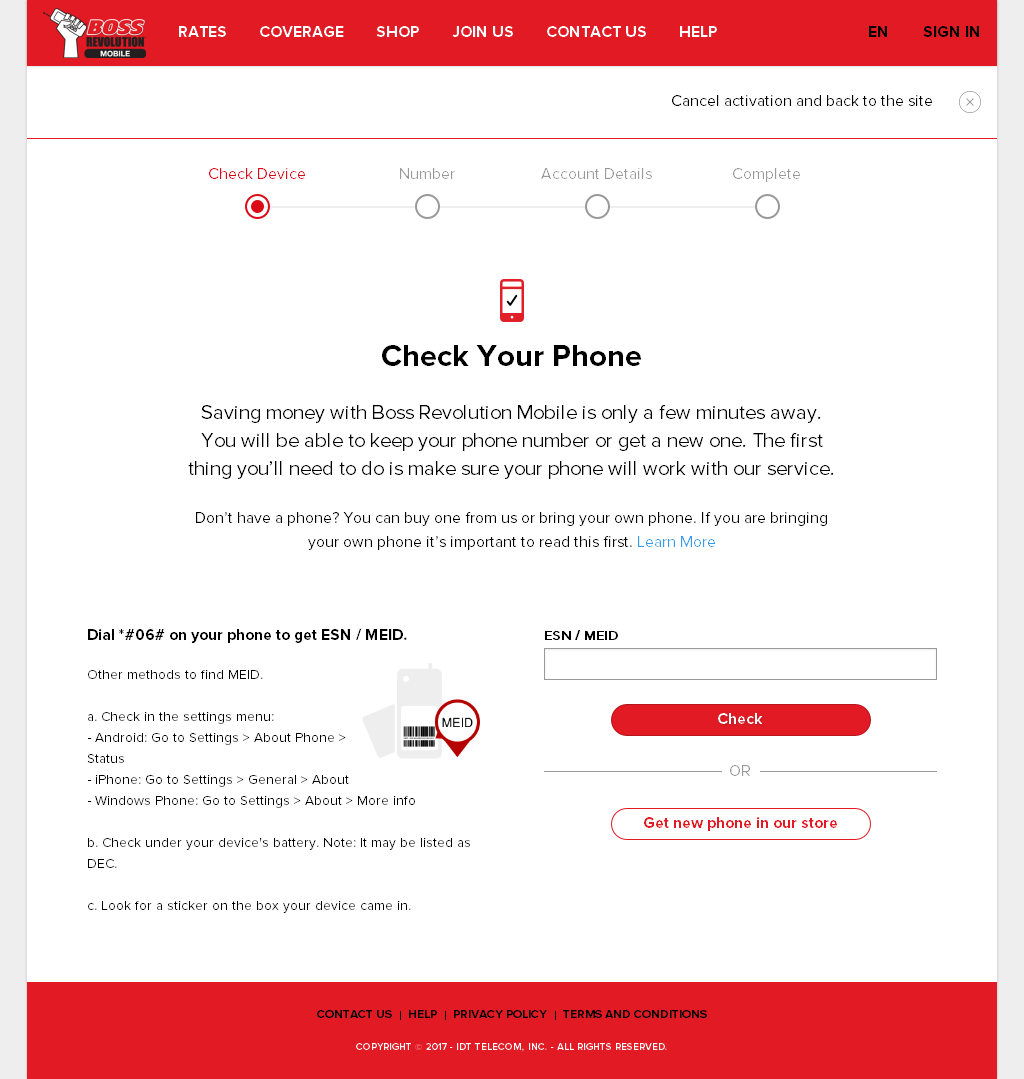 BOSS
REVOLUTION
MOBILE
RATES COVERAGE SHOP JOIN US CONTACT US HELP EN SIGN IN
Cancel activation and back to the site
Check Device Number Account Details Complete
Check Your Phone
Saving money with Boss Revolution Mobile is only a few minutes away.
You will be able to keep your phone number or get a new one. The first
thing you’ll need to do is make sure your phone will work with our service.
Don’t have a phone? You can buy one from us or bring your own phone. If you are bringing
your own phone it’s important to read this first. Learn More
Dial *#06# on your phone to get ESN / MEID.
Other methods to find MEID.
a. Check in the settings menu:
- Android: Go to Settings > About Phone >
Status
- iPhone: Go to Settings > General > About
- Windows Phone: Go to Settings > About > More info
b. Check under your device's battery. Note: It may be listed as
DEC.
c. Look for a sticker on the box your device came in.
MEID
ESN / MEID
Check
OR
Get new phone in our store
CONTACT US | HELP | PRIVACY POLICY | TERMS AND CONDITIONS
COPYRIGHT © 2017 - IDT TELECOM, INC. - ALL RIGHTS RESERVED.